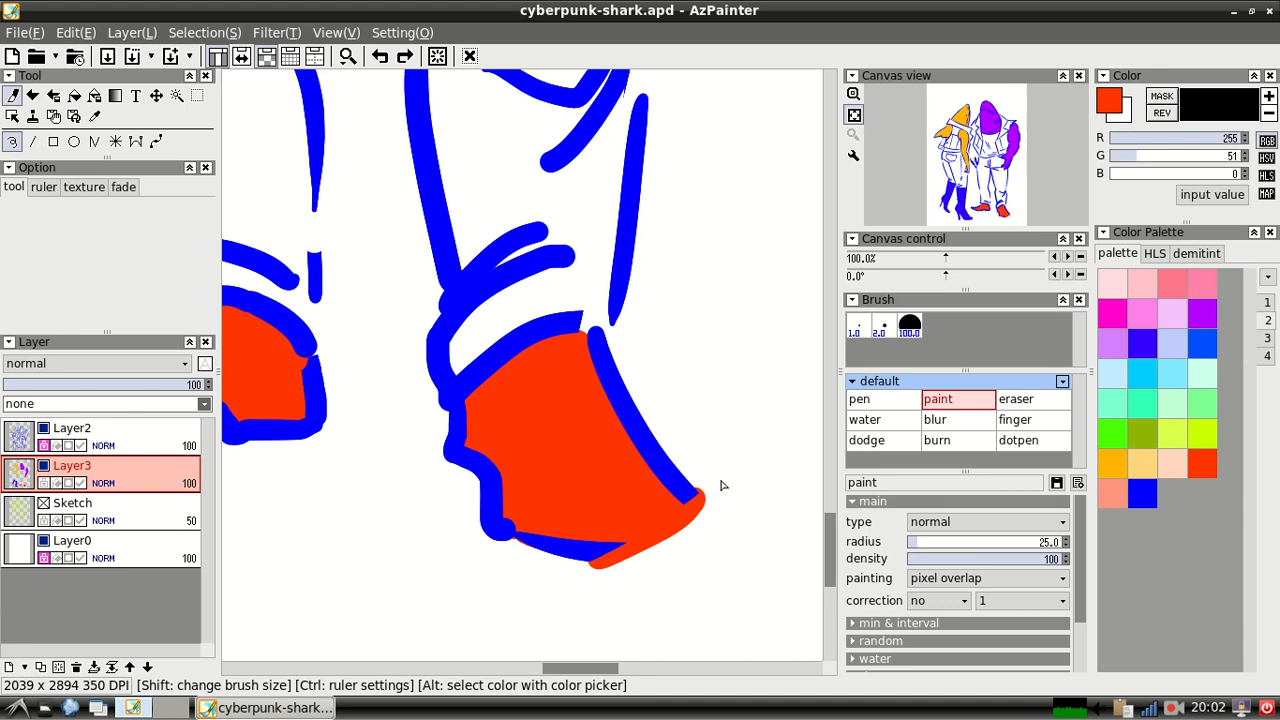 cyberpunk-shark.apd - AzPainter
File(F) Edit(E) Layer(L) Selection(S) Filter(T) View(V) Setting(O)
Tool
Option
tool ruler texture fade
Layer
normal
100
none
Layer2
NORM 100
Layer3
NORM 100
Sketch
NORM 50
Layer0
NORM 100
Canvas view
Canvas control
100.0%
0.0°
Brush
1.0 2.0 100.0
default
pen paint eraser
water blur finger
dodge burn dotpen
paint
main
type normal
radius 25.0
density 100
painting pixel overlap
correction no 1
min & interval
random
water
Color
MASK
REV
R 255
G 51
B 0
RGB
HSV
HLS
MAP
input value
Color Palette
palette HLS demitint
1
2
3
4
2039 x 2894 350 DPI [Shift: change brush size] [Ctrl: ruler settings] [Alt: select color with color picker]
cyberpunk-shark...
20:02